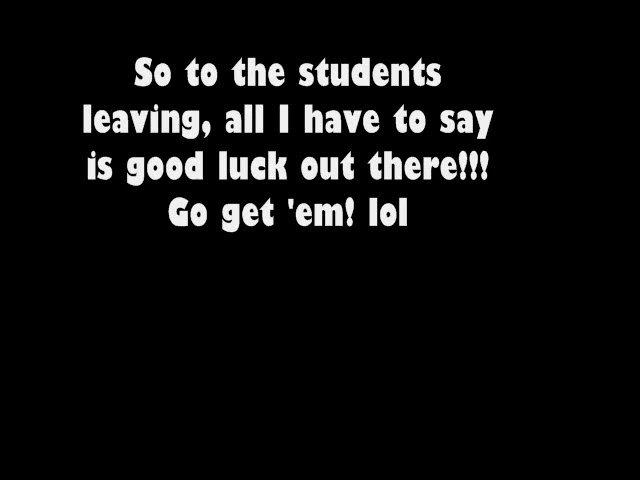 So to the students
leaving, all I have to say
is good luck out there!!!
Go get 'em! lol